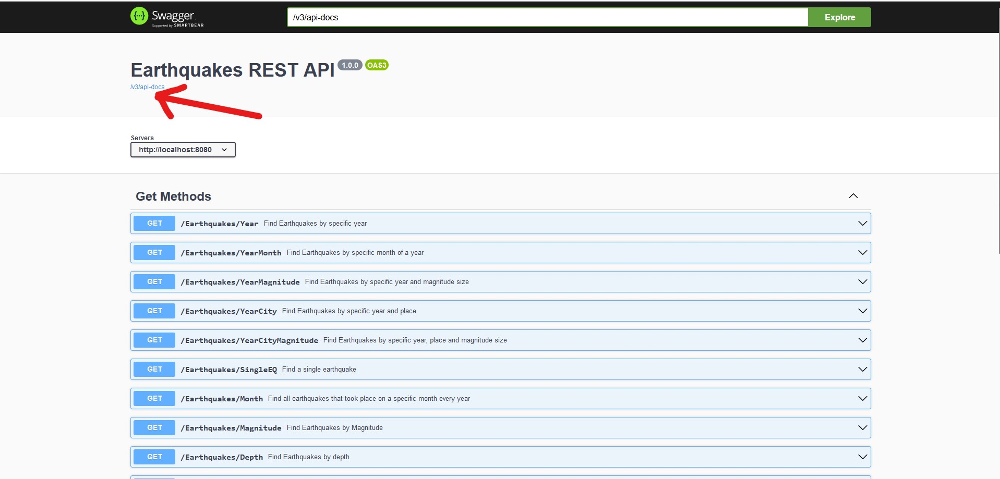 {···} Swagger
Supported by SMARTBEAR
/v3/api-docs
Explore
Earthquakes REST API 1.0.0 OAS3
/v3/api-docs
Servers
http://localhost:8080
Get Methods
GET /Earthquakes/Year Find Earthquakes by specific year
GET /Earthquakes/YearMonth Find Earthquakes by specific month of a year
GET /Earthquakes/YearMagnitude Find Earthquakes by specific year and magnitude size
GET /Earthquakes/YearCity Find Earthquakes by specific year and place
GET /Earthquakes/YearCityMagnitude Find Earthquakes by specific year, place and magnitude size
GET /Earthquakes/SingleEQ Find a single earthquake
GET /Earthquakes/Month Find all earthquakes that took place on a specific month every year
GET /Earthquakes/Magnitude Find Earthquakes by Magnitude
GET /Earthquakes/Depth Find Earthquakes by depth